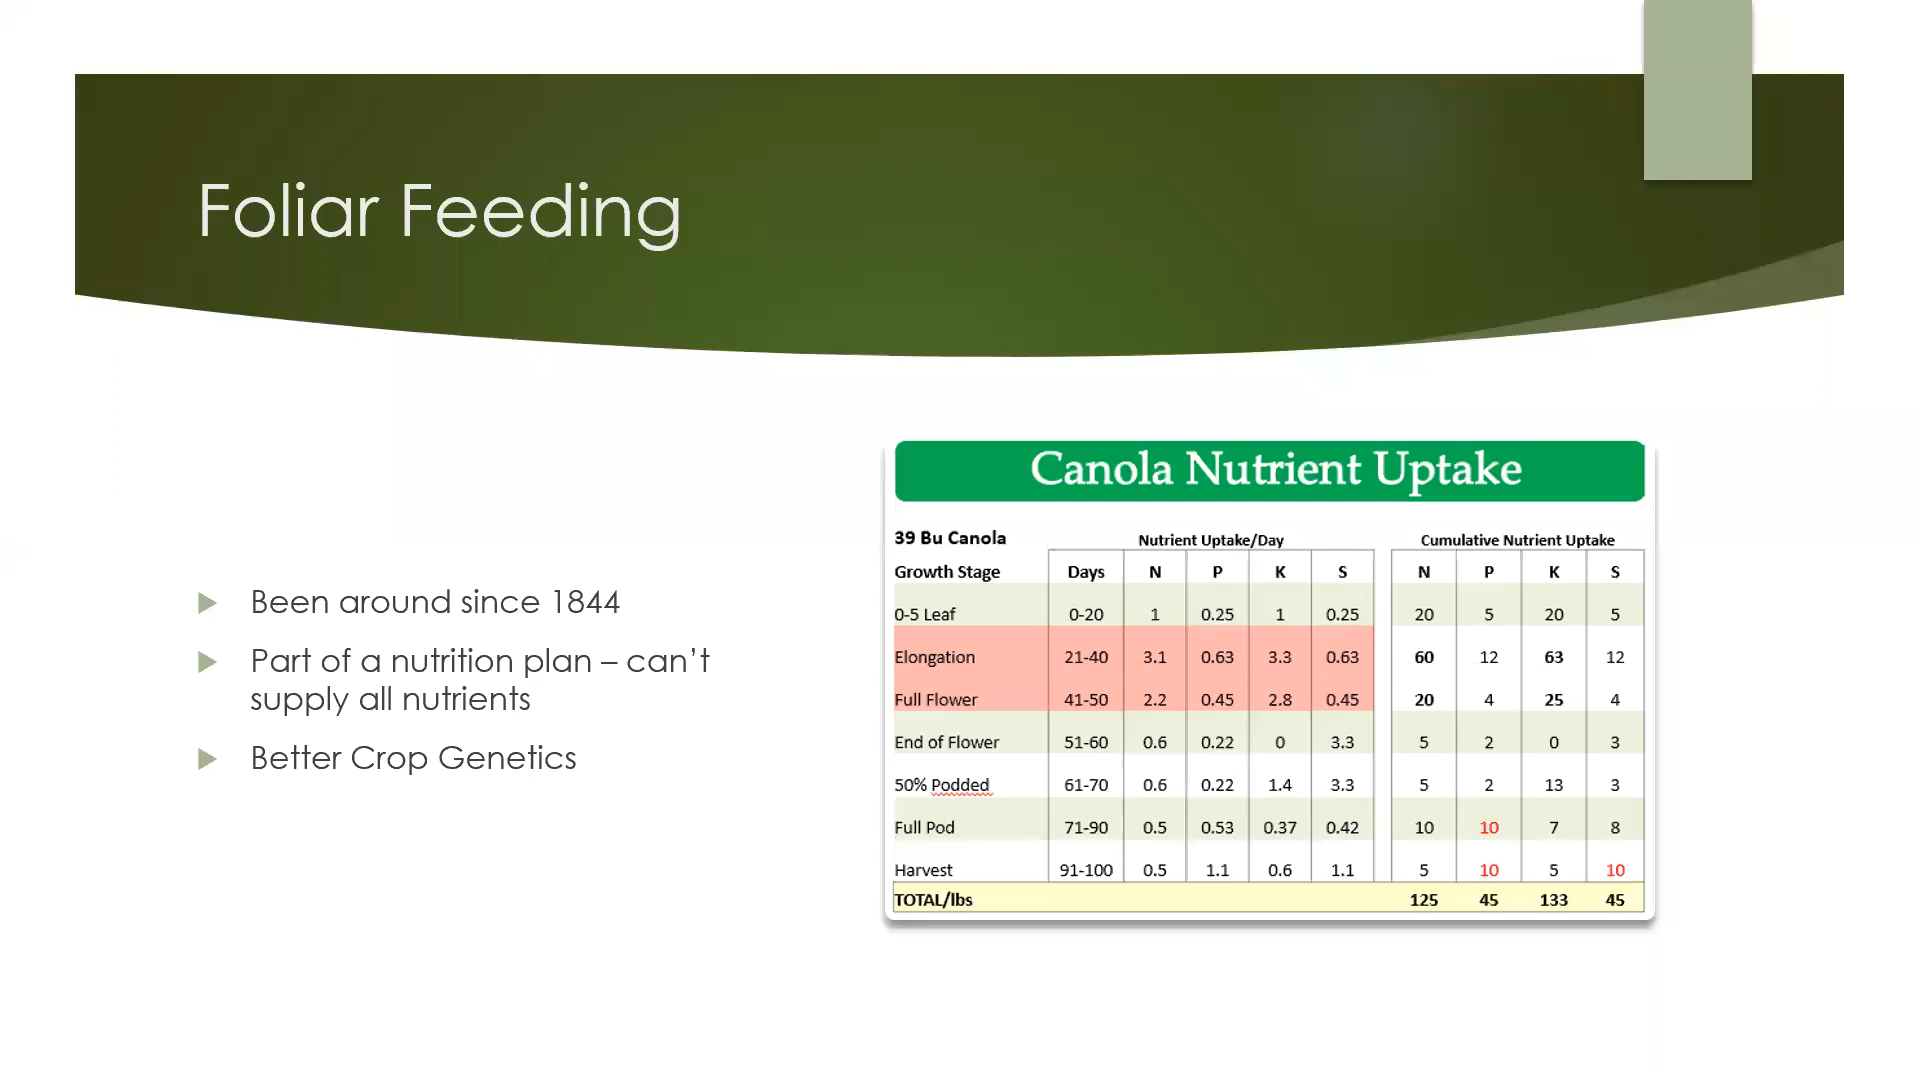 Foliar Feeding
Been around since 1844
Part of a nutrition plan – can’t
supply all nutrients
Better Crop Genetics
Canola Nutrient Uptake
39 Bu Canola Nutrient Uptake/Day Cumulative Nutrient Uptake
Growth Stage Days N P K S N P K S
0-5 Leaf 0-20 1 0.25 1 0.25 20 5 20 5
Elongation 21-40 3.1 0.63 3.3 0.63 60 12 63 12
Full Flower 41-50 2.2 0.45 2.8 0.45 20 4 25 4
End of Flower 51-60 0.6 0.22 0 3.3 5 2 0 3
50% Podded 61-70 0.6 0.22 1.4 3.3 5 2 13 3
Full Pod 71-90 0.5 0.53 0.37 0.42 10 10 7 8
Harvest 91-100 0.5 1.1 0.6 1.1 5 10 5 10
TOTAL/lbs 125 45 133 45